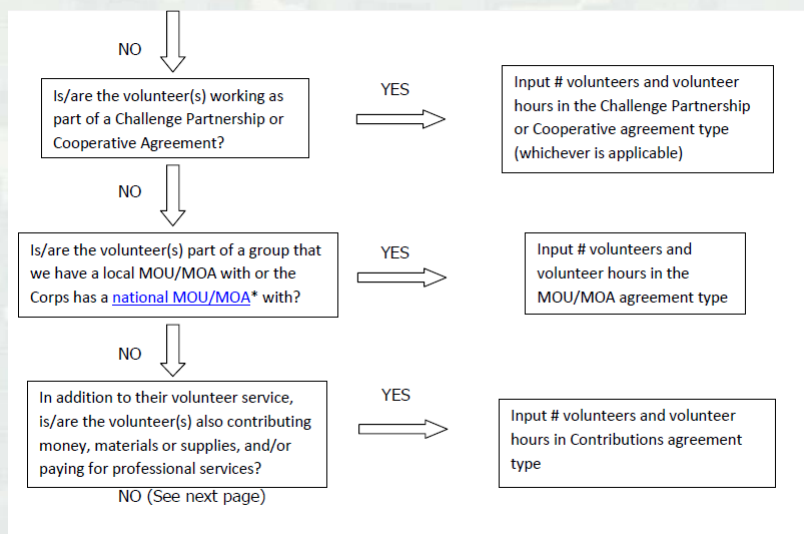 NO
Is/are the volunteer(s) working as
part of a Challenge Partnership or
Cooperative Agreement?
YES
Input # volunteers and volunteer
hours in the Challenge Partnership
or Cooperative agreement type
(whichever is applicable)
NO
Is/are the volunteer(s) part of a group that
we have a local MOU/MOA with or the
Corps has a national MOU/MOA* with?
YES
Input # volunteers and
volunteer hours in the
MOU/MOA agreement type
NO
In addition to their volunteer service,
is/are the volunteer(s) also contributing
money, materials or supplies, and/or
paying for professional services?
YES
Input # volunteers and volunteer
hours in Contributions agreement
type
NO (See next page)